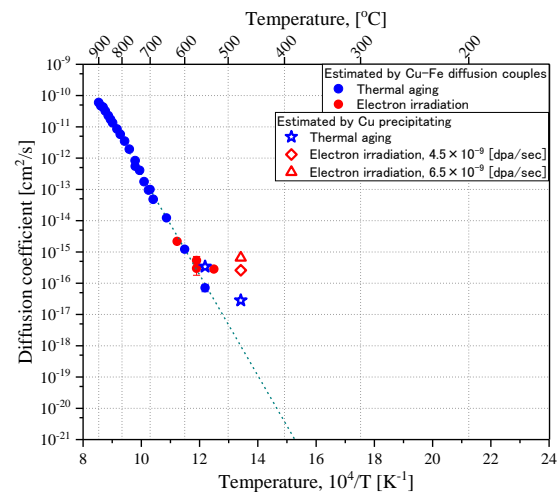 Temperature, [°C]
900 800 700 600 500 400 300 200
10⁻⁹
10⁻¹⁰
10⁻¹¹
10⁻¹²
10⁻¹³
10⁻¹⁴
10⁻¹⁵
10⁻¹⁶
10⁻¹⁷
10⁻¹⁸
10⁻¹⁹
10⁻²⁰
10⁻²¹
Diffusion coefficient [cm²/s]
Estimated by Cu-Fe diffusion couples
Thermal aging
Electron irradiation
Estimated by Cu precipitating
Thermal aging
Electron irradiation, 4.5×10⁻⁹ [dpa/sec]
Electron irradiation, 6.5×10⁻⁹ [dpa/sec]
8 10 12 14 16 18 20 22 24
Temperature, 10⁴/T [K⁻¹]